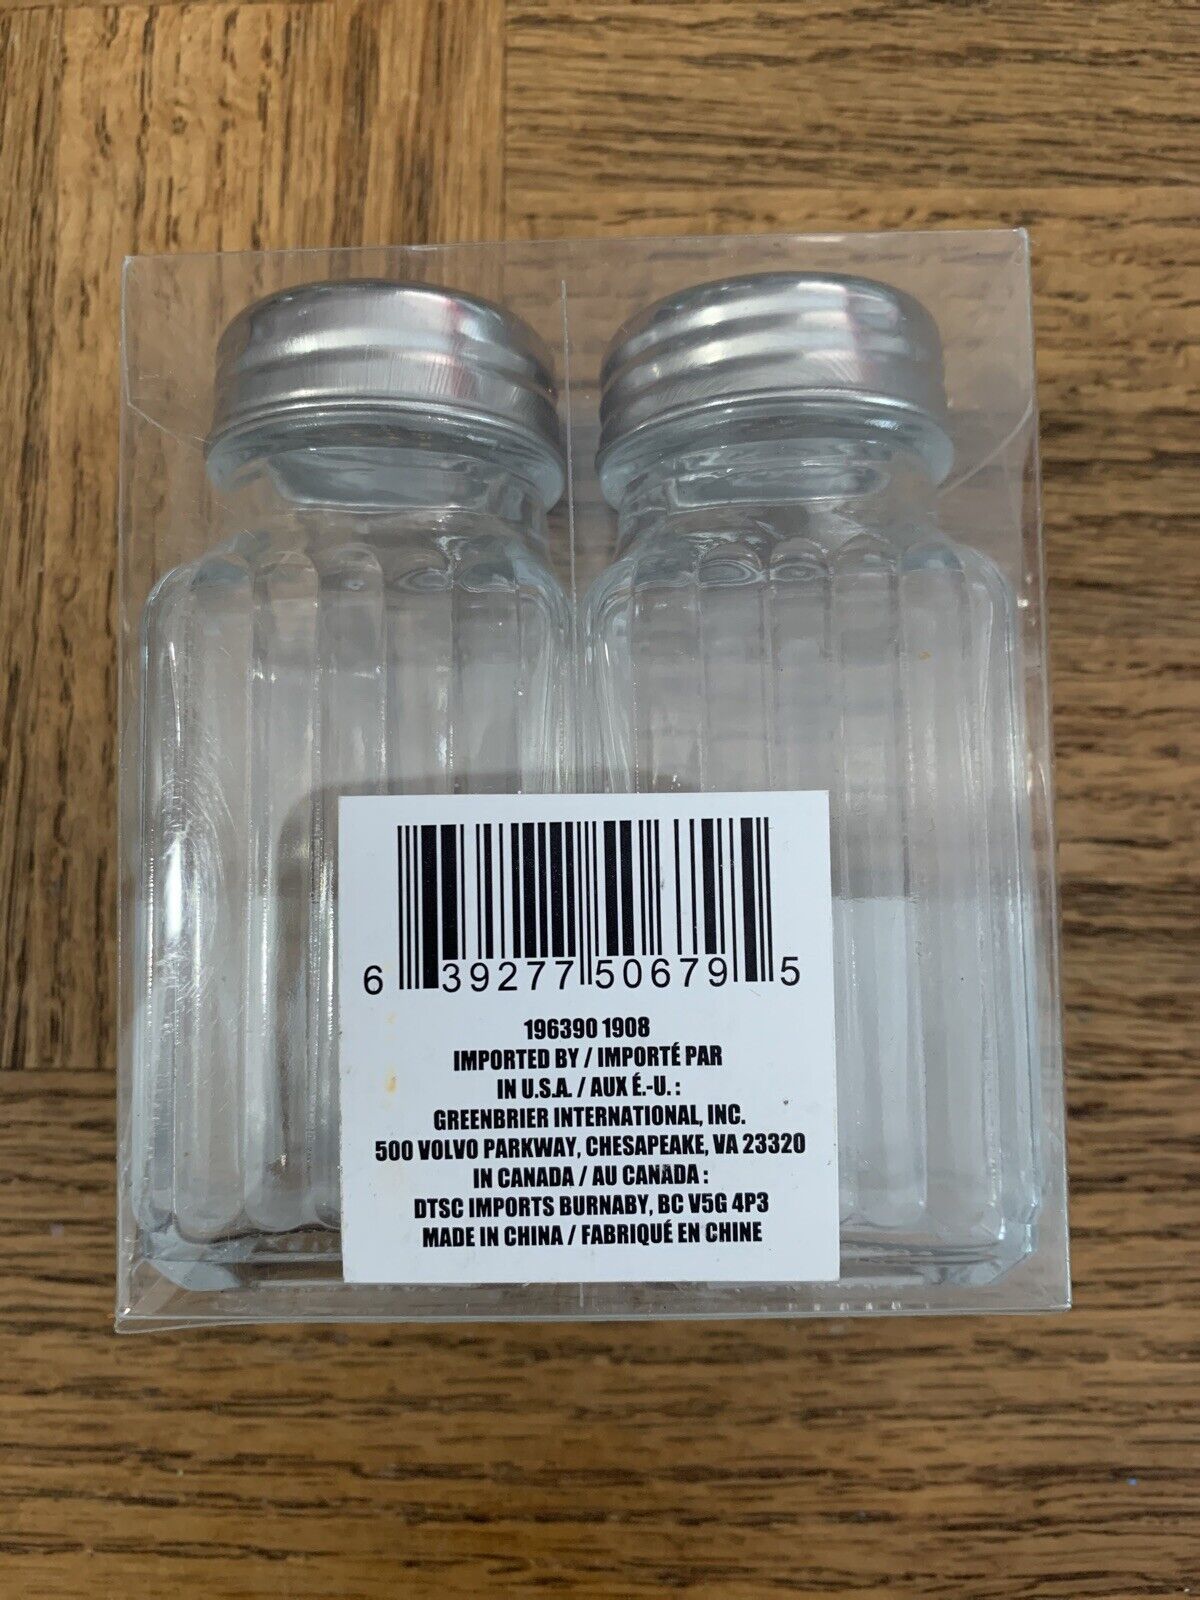 6 39277 50679 5
196390 1908
IMPORTED BY / IMPORTÉ PAR
IN U.S.A. / AUX É.-U. :
GREENBRIER INTERNATIONAL, INC.
500 VOLVO PARKWAY, CHESAPEAKE, VA 23320
IN CANADA / AU CANADA :
DTSC IMPORTS BURNABY, BC V5G 4P3
MADE IN CHINA / FABRIQUÉ EN CHINE